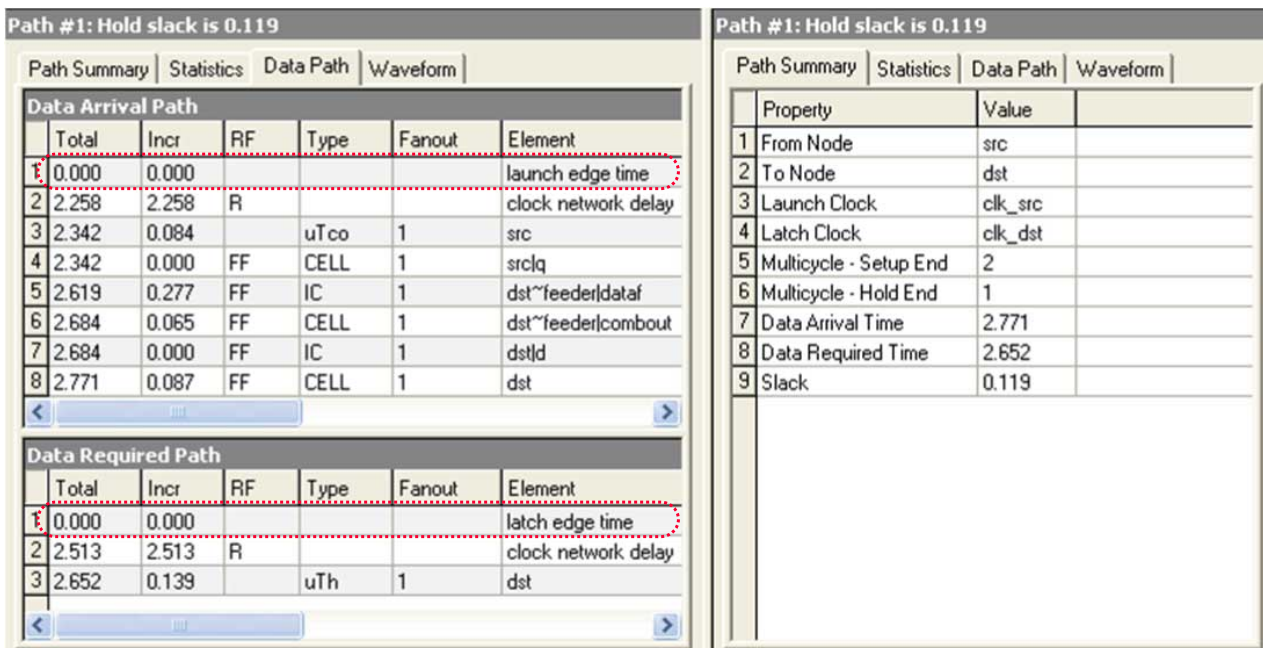 Path #1: Hold slack is 0.119
Path Summary Statistics Data Path Waveform
Data Arrival Path
Total Incr RF Type Fanout Element
1 0.000 0.000 launch edge time
2 2.258 2.258 R clock network delay
3 2.342 0.084 uTco 1 src
4 2.342 0.000 FF CELL 1 src|q
5 2.619 0.277 FF IC 1 dst~feeder|dataf
6 2.684 0.065 FF CELL 1 dst~feeder|combout
7 2.684 0.000 FF IC 1 dst|d
8 2.771 0.087 FF CELL 1 dst
Data Required Path
Total Incr RF Type Fanout Element
1 0.000 0.000 latch edge time
2 2.513 2.513 R clock network delay
3 2.652 0.139 uTh 1 dst
Path #1: Hold slack is 0.119
Path Summary Statistics Data Path Waveform
Property Value
1 From Node src
2 To Node dst
3 Launch Clock clk_src
4 Latch Clock clk_dst
5 Multicycle - Setup End 2
6 Multicycle - Hold End 1
7 Data Arrival Time 2.771
8 Data Required Time 2.652
9 Slack 0.119